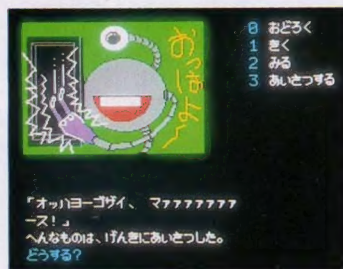 おっはよ〜
0 おどろく
1 きく
2 みる
3 あいさつする
「オッハヨーゴザイ、 マァァァァァァァ
ース!」
へんなものは、げんきにあいさつした。
どうする?